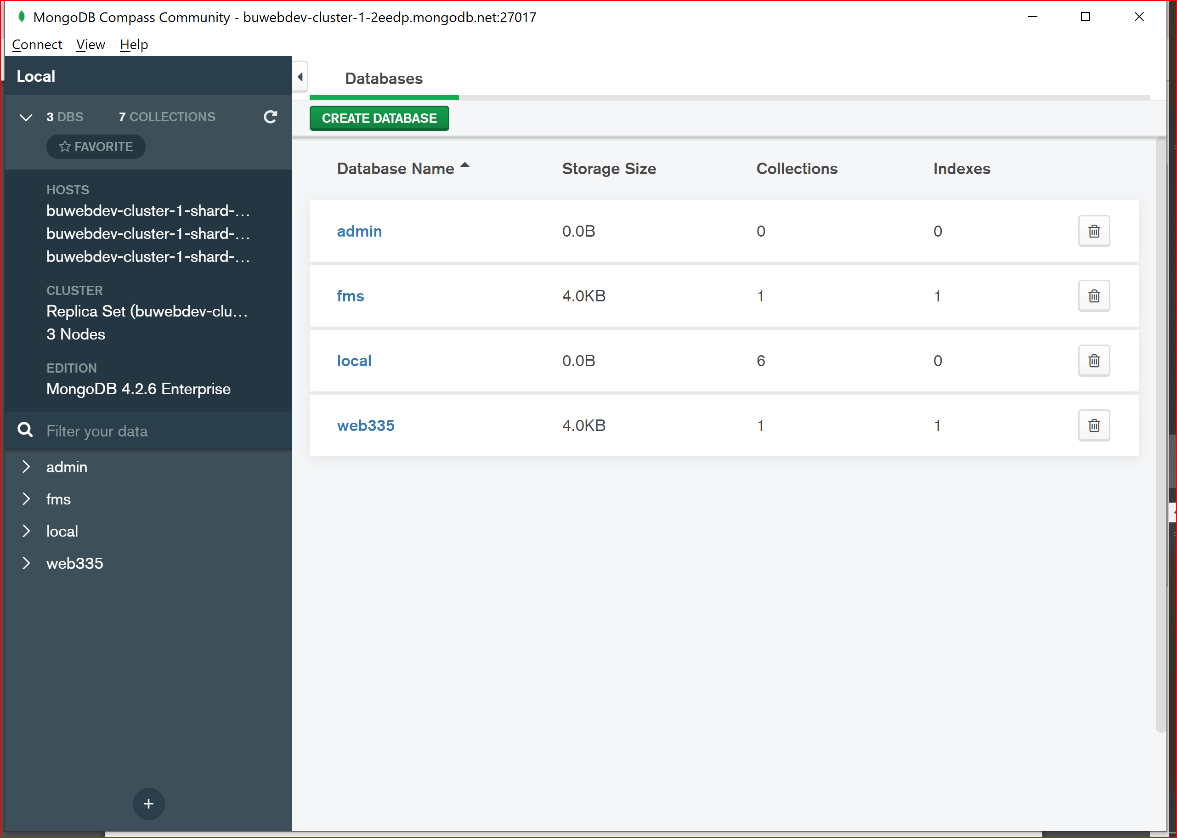 MongoDB Compass Community - buwebdev-cluster-1-2eedp.mongodb.net:27017
Connect View Help
Local
3 DBS 7 COLLECTIONS
FAVORITE
HOSTS
buwebdev-cluster-1-shard-...
buwebdev-cluster-1-shard-...
buwebdev-cluster-1-shard-...
CLUSTER
Replica Set (buwebdev-clu...
3 Nodes
EDITION
MongoDB 4.2.6 Enterprise
Filter your data
admin
fms
local
web335
Databases
CREATE DATABASE
Database Name Storage Size Collections Indexes
admin 0.0B 0 0
fms 4.0KB 1 1
local 0.0B 6 0
web335 4.0KB 1 1